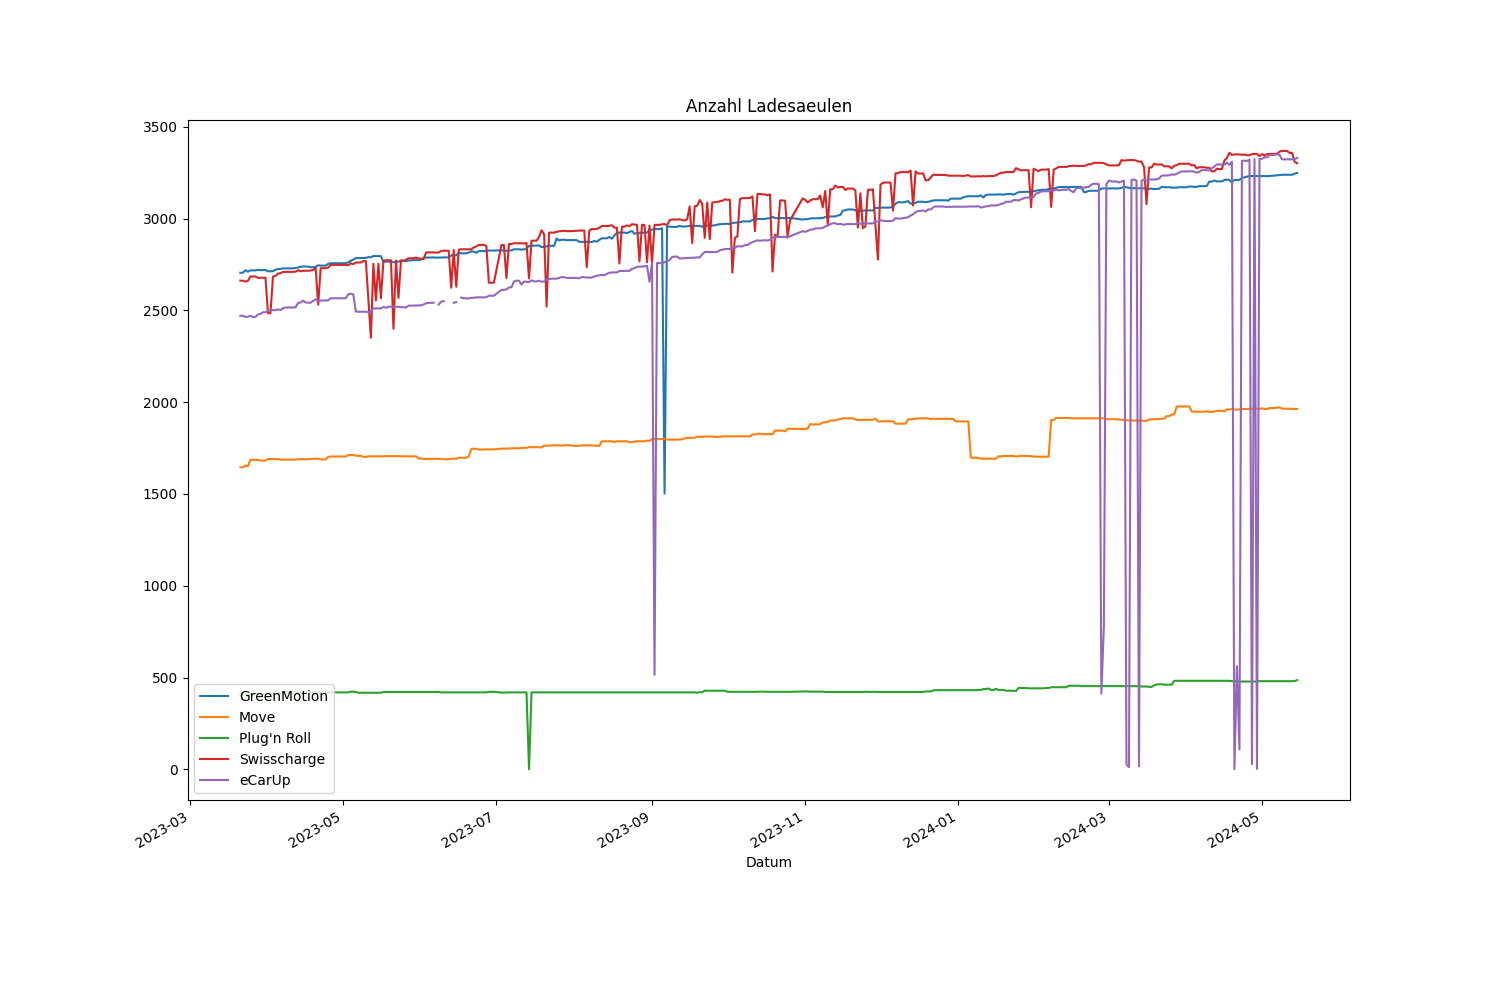 Anzahl Ladesaeulen
3500
3000
2500
2000
1500
1000
500
0
GreenMotion
Move
Plug'n Roll
Swisscharge
eCarUp
2023-03
2023-05
2023-07
2023-09
2023-11
2024-01
2024-03
2024-05
Datum